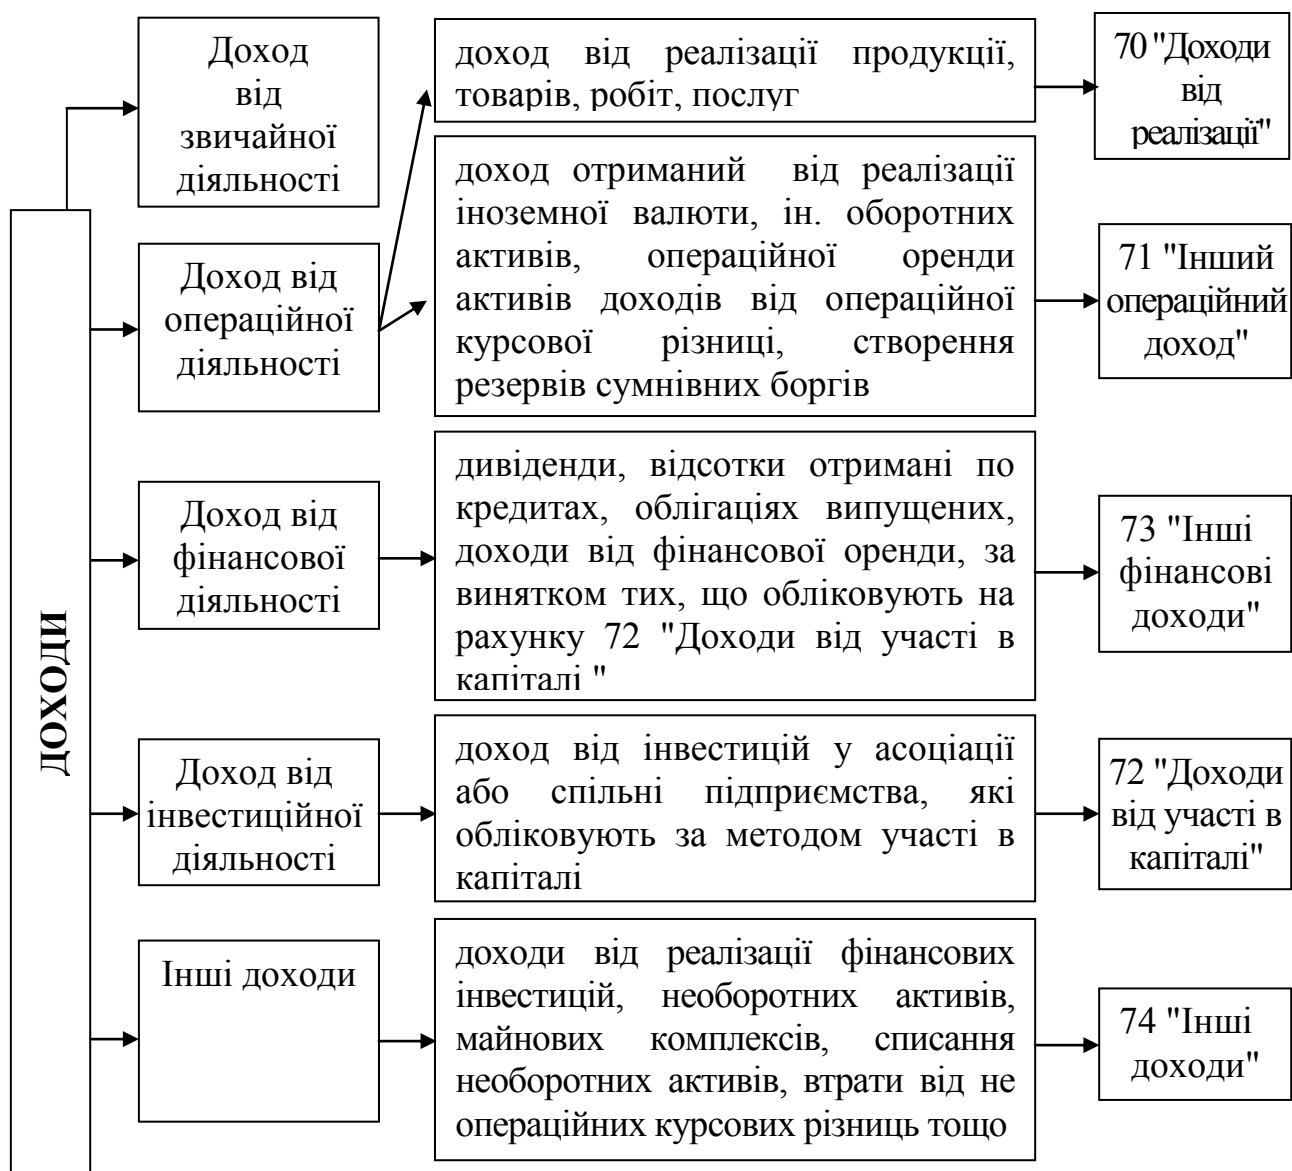 ДОХОДИ
Доход
від
звичайної
діяльності
Доход від
операційної
діяльності
доход від реалізації продукції,
товарів, робіт, послуг
70 "Доходи
від
реалізації"
доход отриманий від реалізації
іноземної валюти, ін. оборотних
активів, операційної оренди
активів доходів від операційної
курсової різниці, створення
резервів сумнівних боргів
71 "Інший
операційний
доход"
Доход від
фінансової
діяльності
дивіденди, відсотки отримані по
кредитах, облігаціях випущених,
доходи від фінансової оренди, за
винятком тих, що обліковують на
рахунку 72 "Доходи від участі в
капіталі "
73 "Інші
фінансові
доходи"
Доход від
інвестиційної
діяльності
доход від інвестицій у асоціації
або спільні підприємства, які
обліковують за методом участі в
капіталі
72 "Доходи
від участі в
капіталі"
Інші доходи
доходи від реалізації фінансових
інвестицій, необоротних активів,
майнових комплексів, списання
необоротних активів, втрати від не
операційних курсових різниць тощо
74 "Інші
доходи"